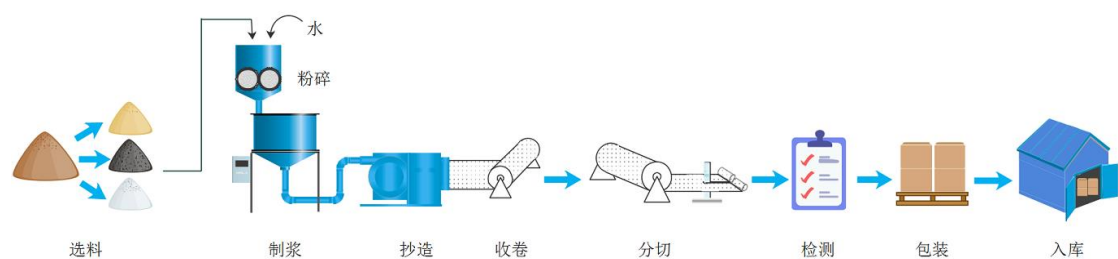 水
粉碎
选料
制浆
抄造
收卷
分切
检测
包装
入库